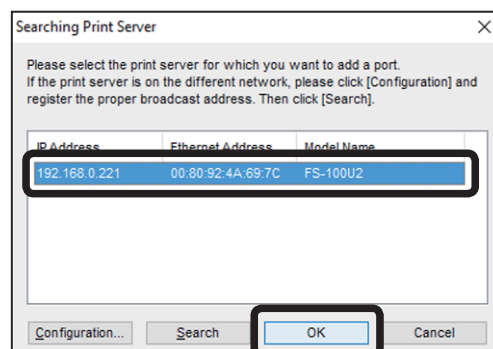 Searching Print Server
Please select the print server for which you want to add a port.
If the print server is on the different network, please click [Configuration] and
register the proper broadcast address. Then click [Search].
IP Address Ethernet Address Model Name
192.168.0.221 00:80:92:4A:69:7C FS-100U2
Configuration... Search OK Cancel